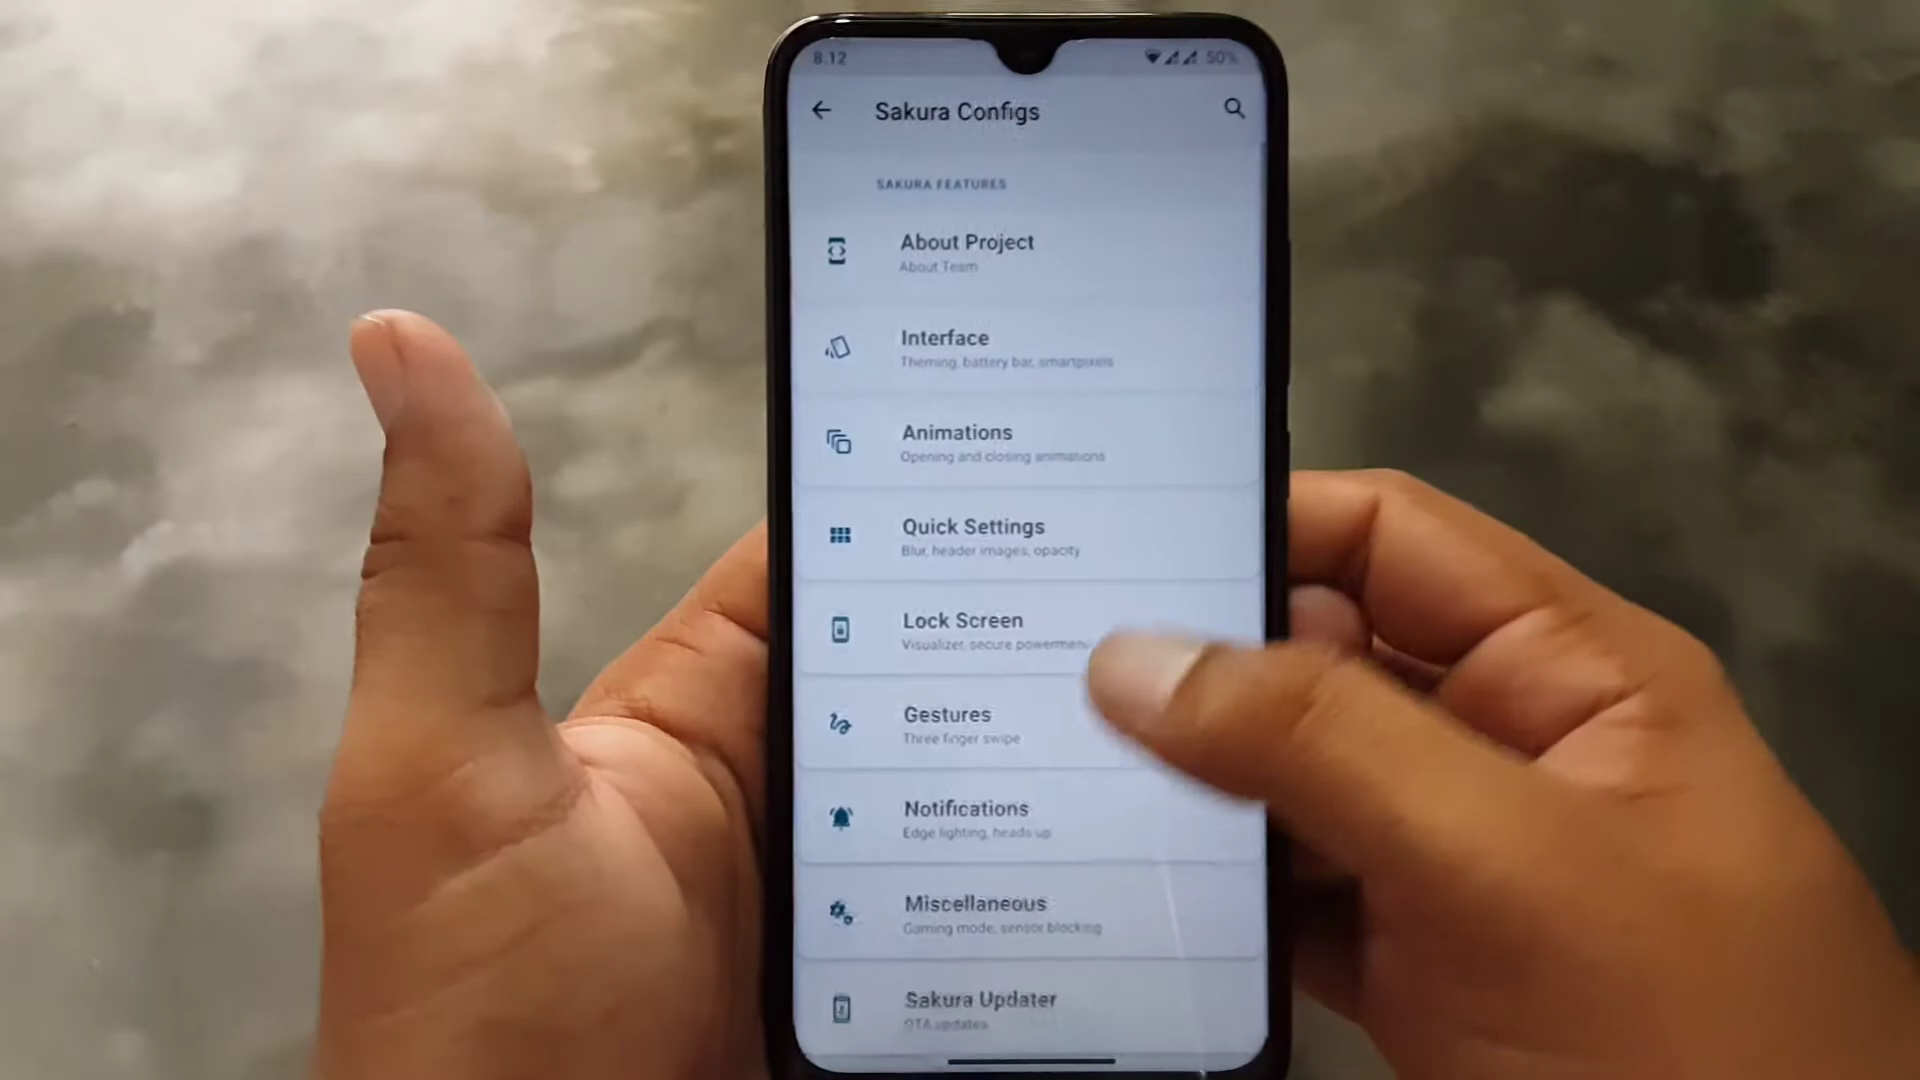 8.12
50%
Sakura Configs
SAKURA FEATURES
About Project
About Team
Interface
Theming, battery bar, smartpixels
Animations
Opening and closing animations
Quick Settings
Blur, header images, opacity
Lock Screen
Visualizer, secure powermenu
Gestures
Three finger swipe
Notifications
Edge lighting, heads up
Miscellaneous
Gaming mode, sensor blocking
Sakura Updater
OTA updates